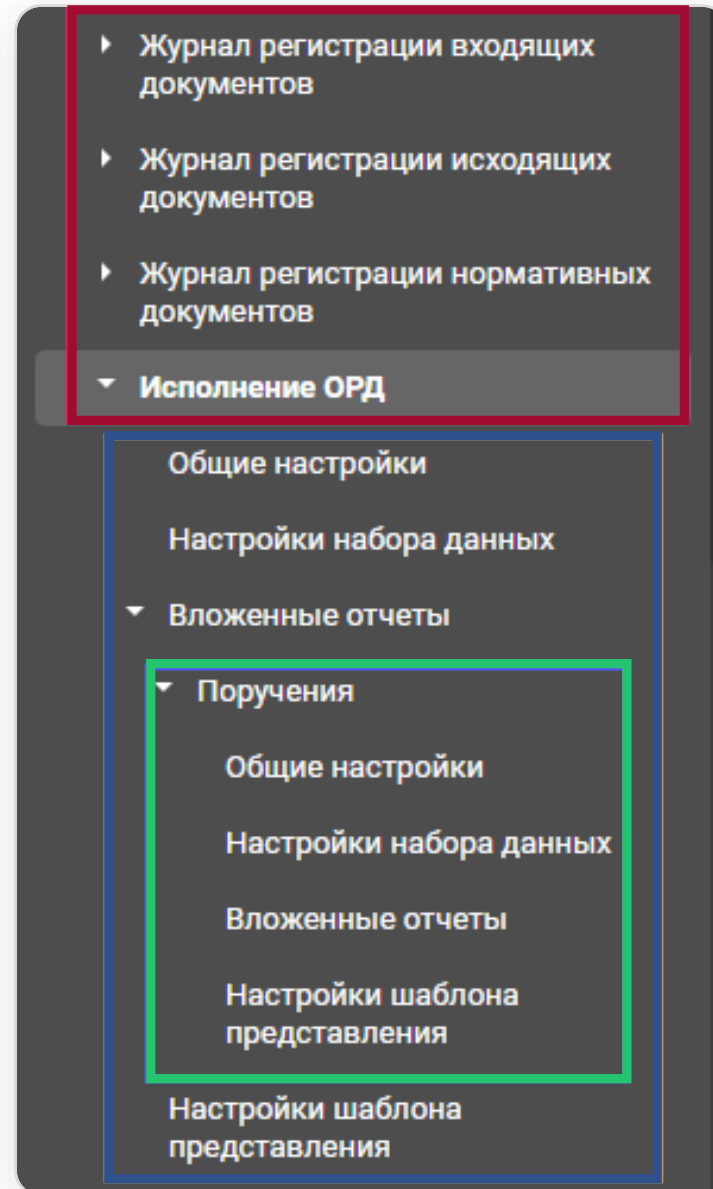 Журнал регистрации входящих
документов
Журнал регистрации исходящих
документов
Журнал регистрации нормативных
документов
Исполнение ОРД
Общие настройки
Настройки набора данных
Вложенные отчеты
Поручения
Общие настройки
Настройки набора данных
Вложенные отчеты
Настройки шаблона
представления
Настройки шаблона
представления